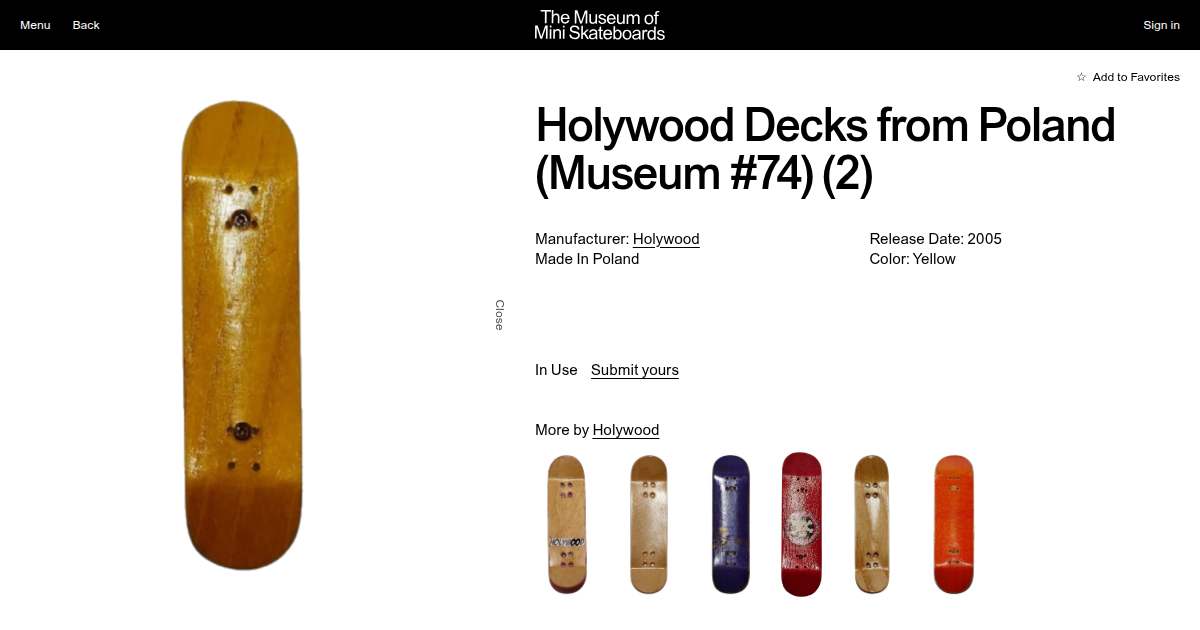 Menu
Back
The Museum of
Mini Skateboards
Sign in
☆ Add to Favorites
Holywood Decks from Poland
(Museum #74) (2)
Manufacturer: Holywood
Made In Poland
Release Date: 2005
Color: Yellow
Close
In Use
Submit yours
More by Holywood
HOLYWOOD